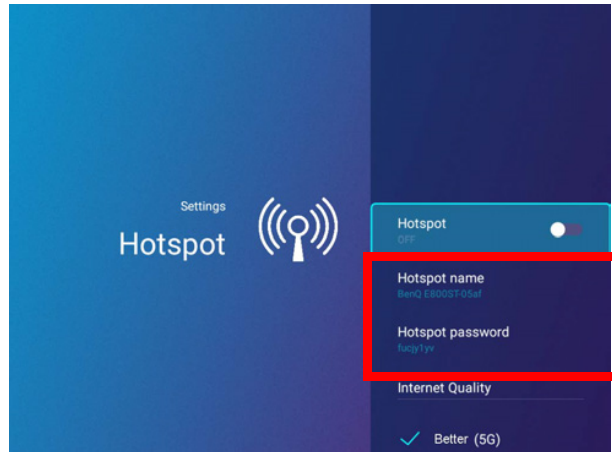 Settings
Hotspot
Hotspot
OFF
Hotspot name
BenQ E800ST-05af
Hotspot password
fucjy1yv
Internet Quality
Better (5G)